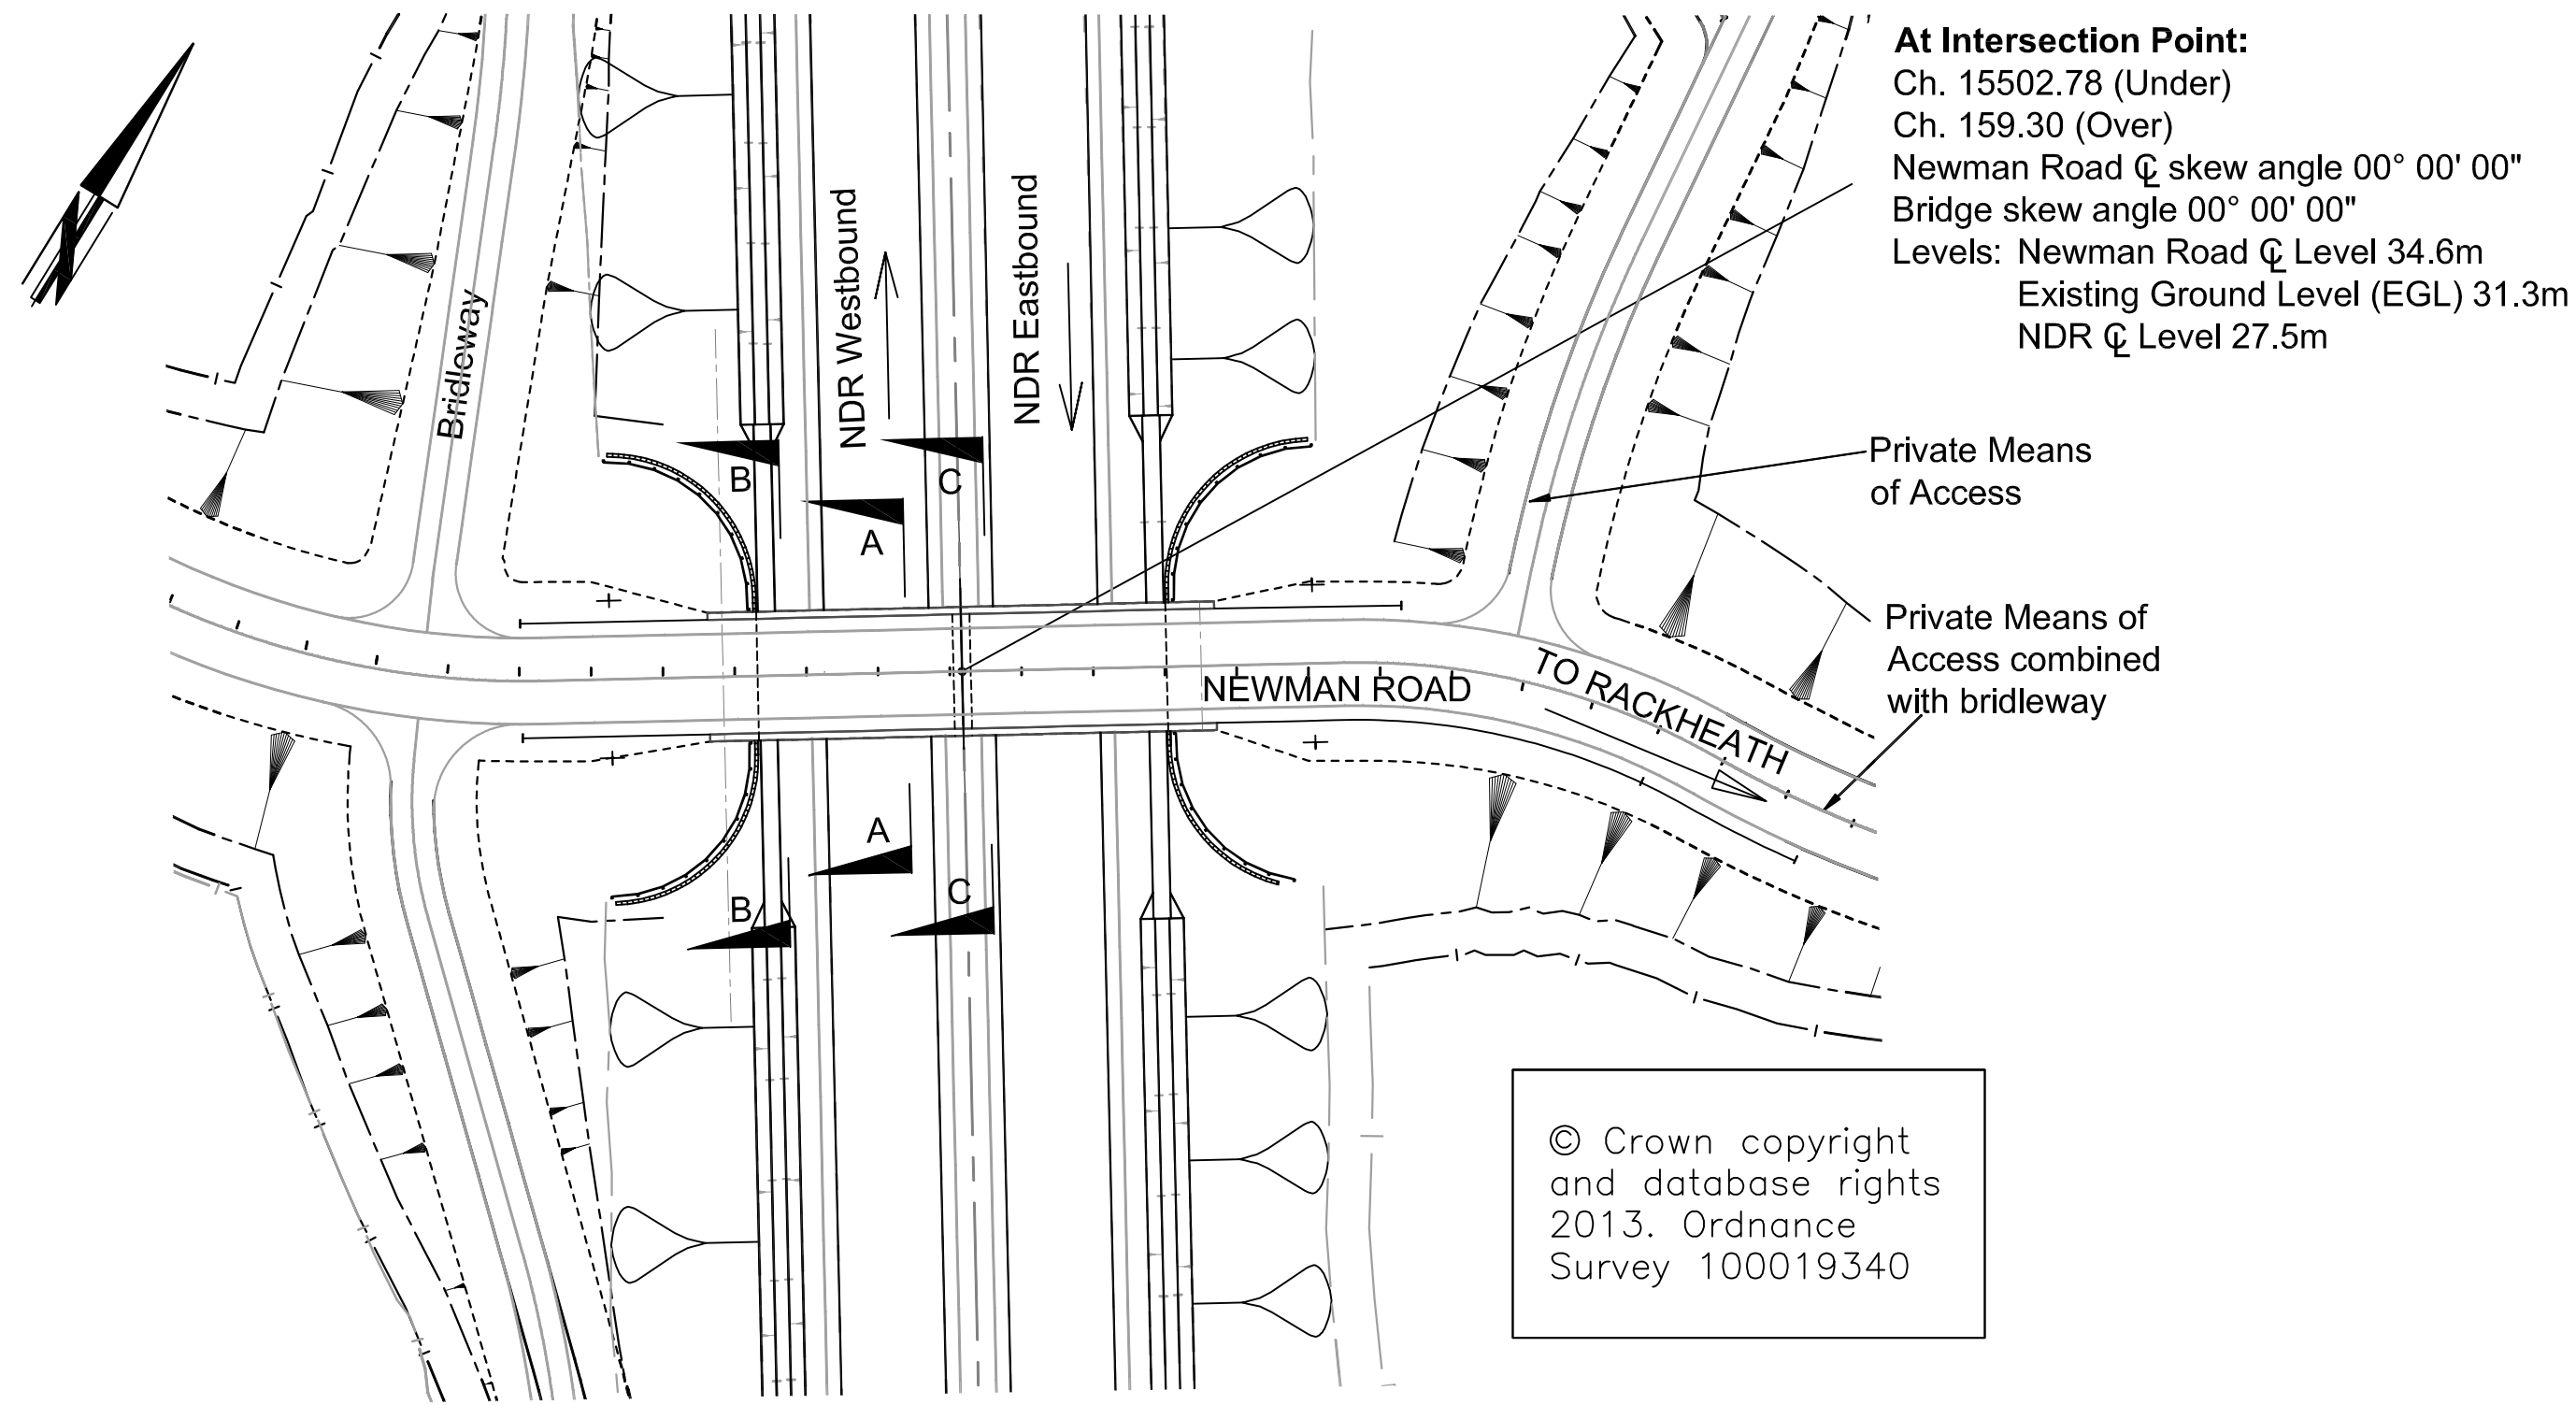 At Intersection Point:
Ch. 15502.78 (Under)
Ch. 159.30 (Over)
Newman Road ℄ skew angle 00° 00' 00"
Bridge skew angle 00° 00' 00"
Levels: Newman Road ℄ Level 34.6m
Existing Ground Level (EGL) 31.3m
NDR ℄ Level 27.5m
N
Bridleway
NDR Westbound
NDR Eastbound
B
C
A
Private Means
of Access
Private Means of
Access combined
with bridleway
NEWMAN ROAD
TO RACKHEATH
A
B
C
© Crown copyright
and database rights
2013. Ordnance
Survey 100019340